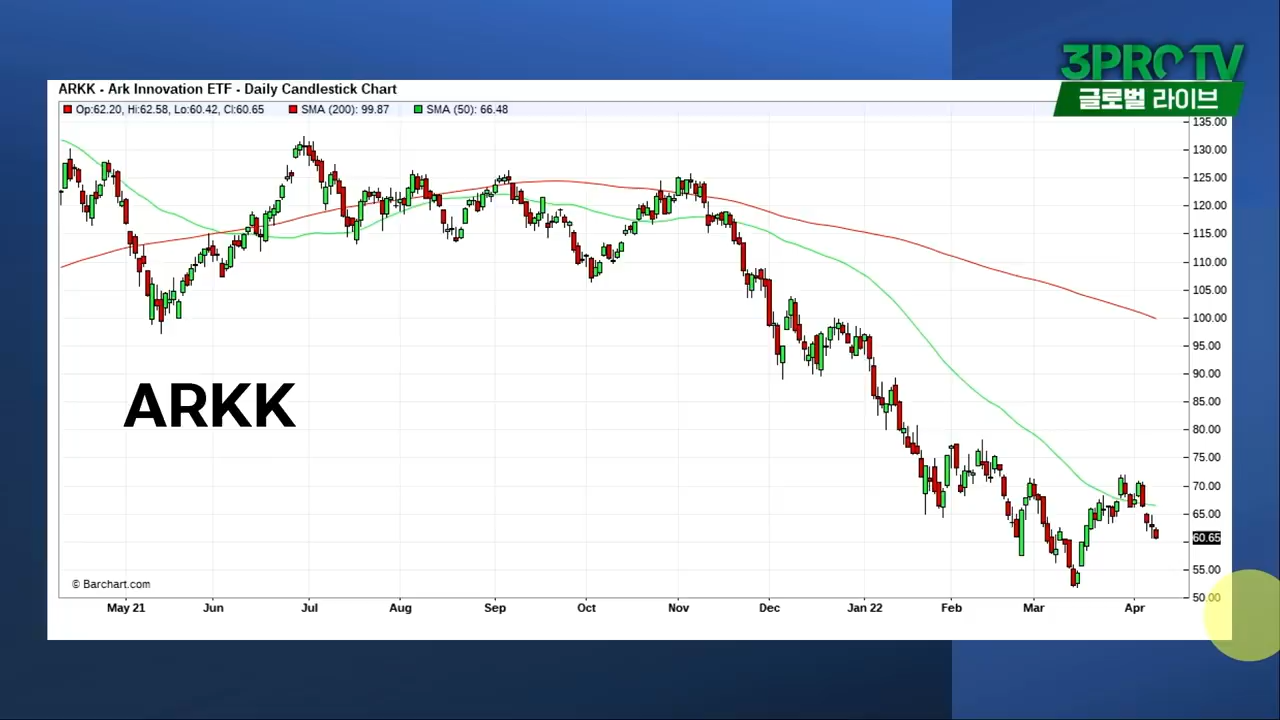 3PROTV
글로벌 라이브
ARKK - Ark Innovation ETF - Daily Candlestick Chart
Op:62.20, Hi:62.58, Lo:60.42, Cl:60.65 SMA (200): 99.87 SMA (50): 66.48
135.00
130.00
125.00
120.00
115.00
110.00
105.00
100.00
95.00
90.00
85.00
80.00
75.00
70.00
65.00
60.65
55.00
50.00
ARKK
© Barchart.com
May 21 Jun Jul Aug Sep Oct Nov Dec Jan 22 Feb Mar Apr